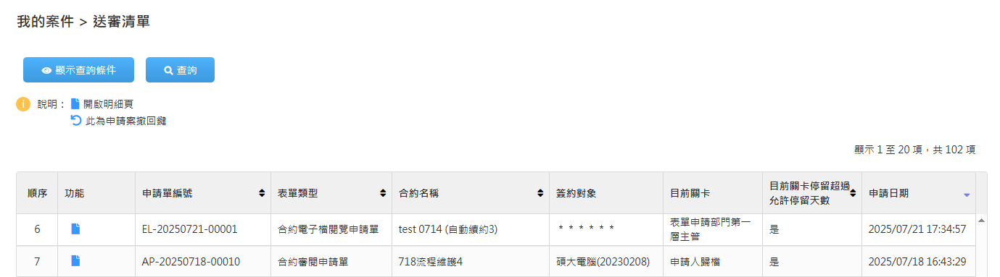 我的案件 > 送審清單
顯示查詢條件 查詢
說明： 開啟明細頁
此為申請案撤回鍵
顯示 1 至 20 項，共 102 項
順序 功能 申請單編號 表單類型 合約名稱 簽約對象 目前關卡 目前關卡停留超過允許停留天數 申請日期
6 EL-20250721-00001 合約電子檔閱覽申請單 test 0714 (自動續約3) ＊＊＊＊＊＊ 表單申請部門第一層主管 是 2025/07/21 17:34:57
7 AP-20250718-00010 合約審閱申請單 718流程維護4 碩大電腦(20230208) 申請人歸檔 是 2025/07/18 16:43:29